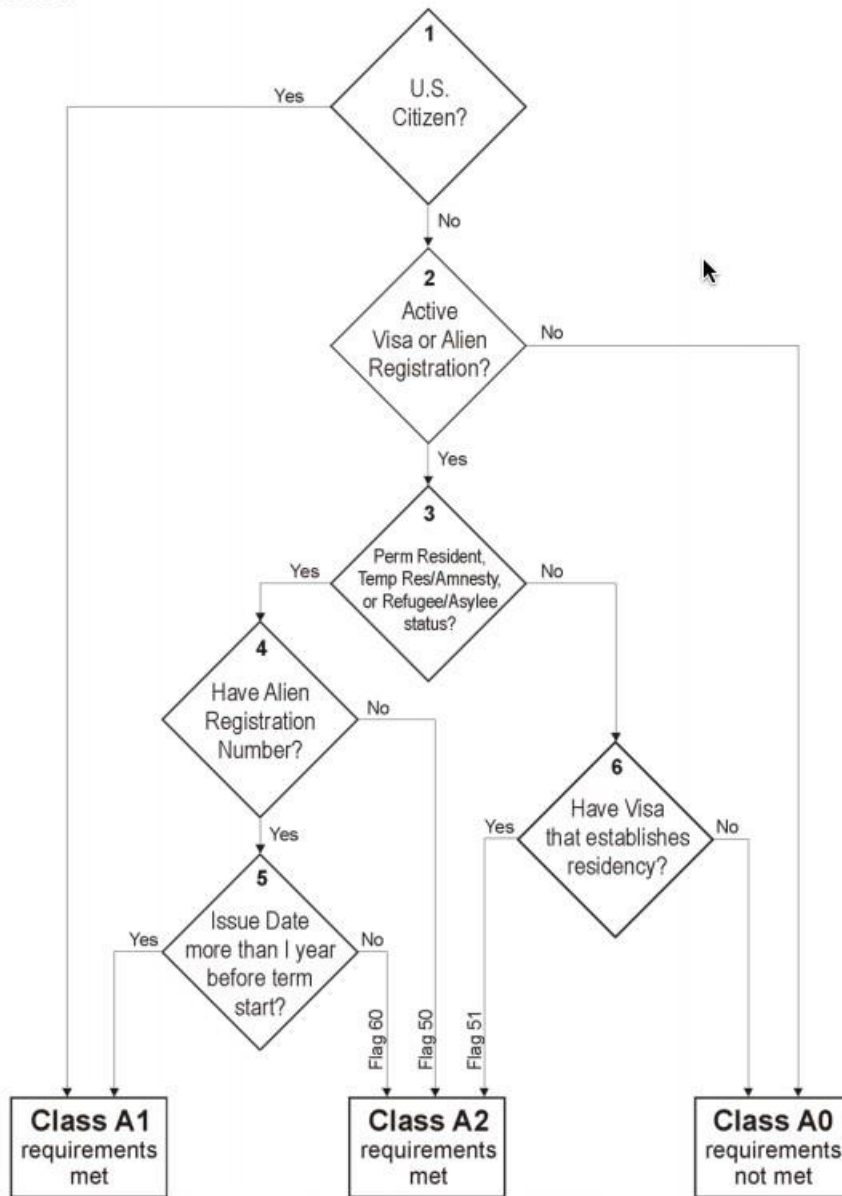 1
U.S.
Citizen?
Yes
No
2
Active
Visa or Alien
Registration?
No
Yes
3
Perm Resident,
Temp Res/Amnesty,
or Refugee/Asylee
status?
Yes
No
4
Have Alien
Registration
Number?
No
Yes
6
Have Visa
that establishes
residency?
Yes
No
5
Issue Date
more than I year
before term
start?
Yes
No
Flag 60
Flag 50
Flag 51
Class A1
requirements
met
Class A2
requirements
met
Class A0
requirements
not met